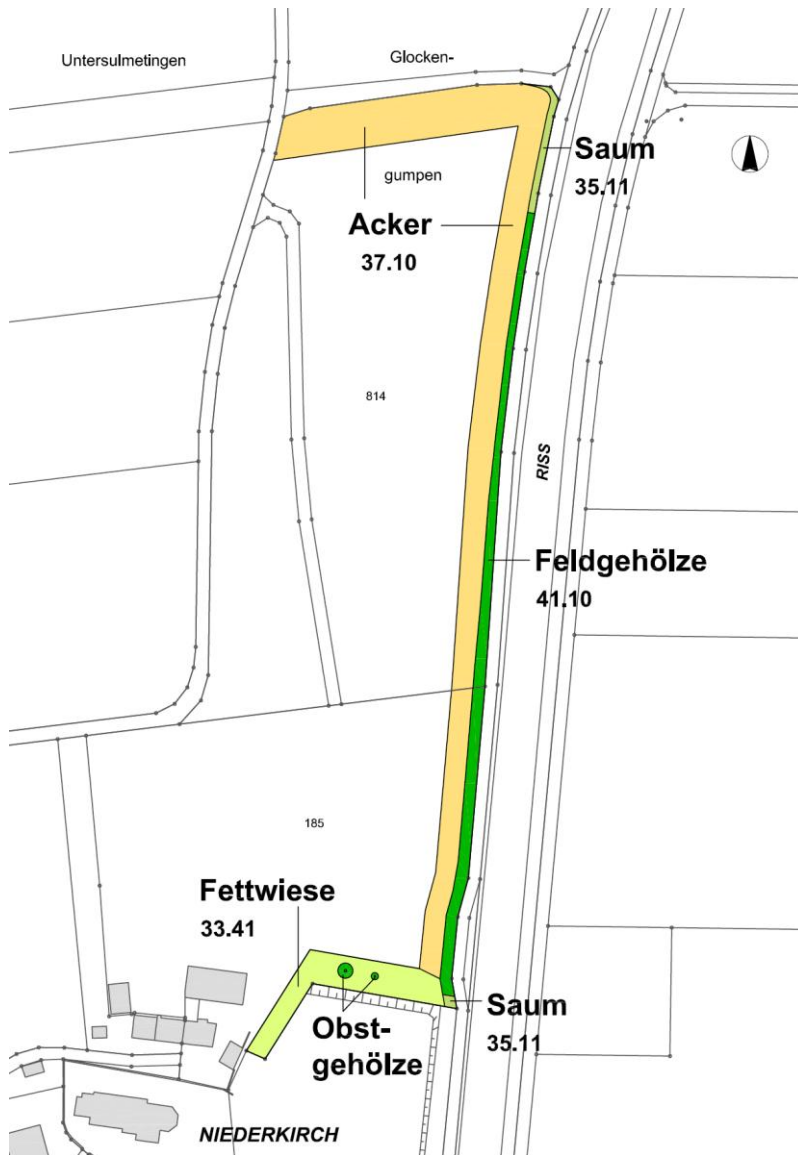 Untersulmetingen
Glocken-
Saum
35.11
gumpen
Acker
37.10
814
RISS
Feldgehölze
41.10
185
Fettwiese
33.41
Saum
35.11
Obst-
gehölze
NIEDERKIRCH